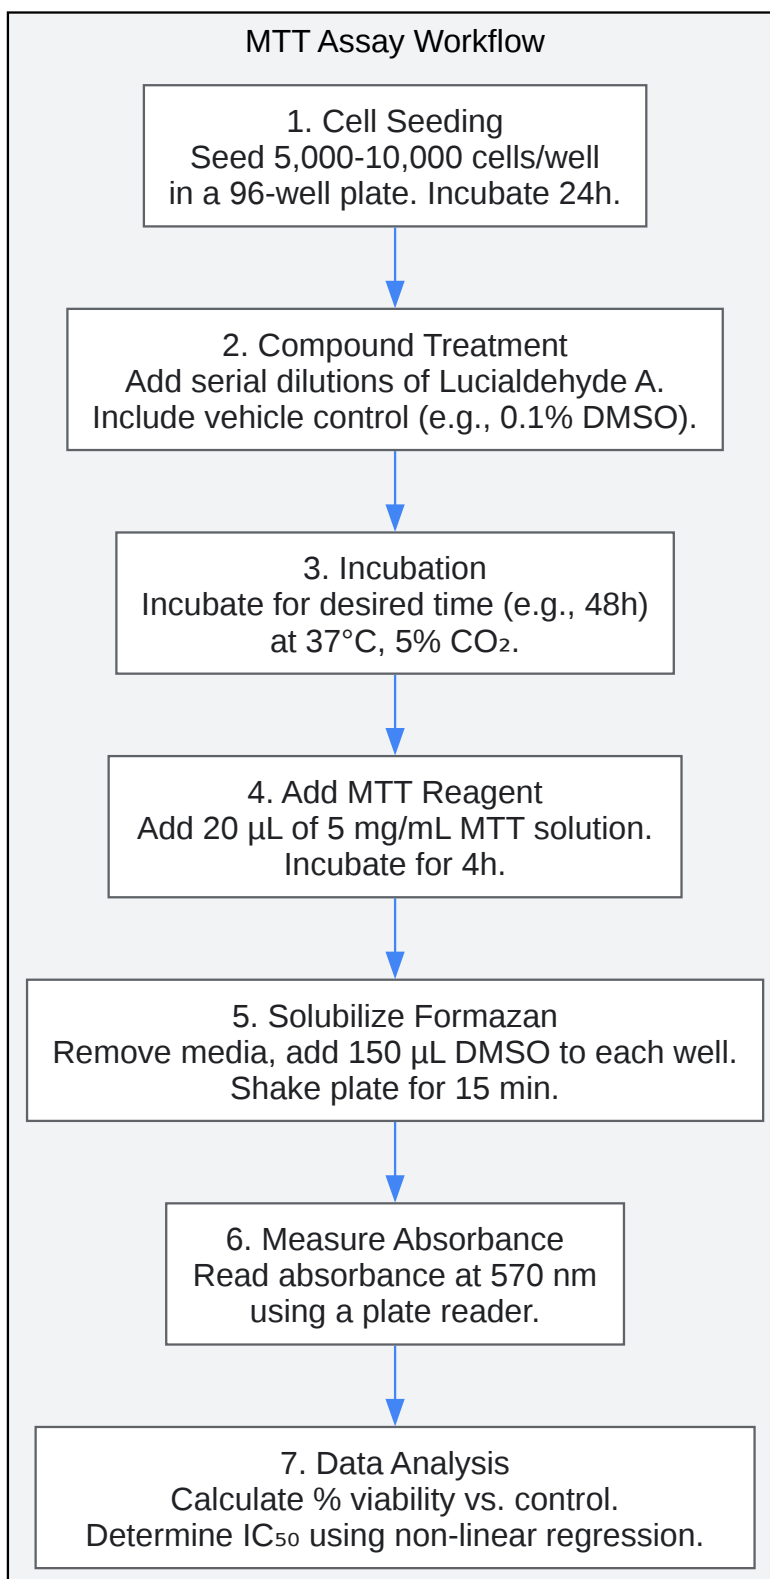 MTT Assay Workflow
1. Cell Seeding
Seed 5,000-10,000 cells/well
in a 96-well plate. Incubate 24h.
2. Compound Treatment
Add serial dilutions of Lucialdehyde A.
Include vehicle control (e.g., 0.1% DMSO).
3. Incubation
Incubate for desired time (e.g., 48h)
at 37°C, 5% CO₂.
4. Add MTT Reagent
Add 20 µL of 5 mg/mL MTT solution.
Incubate for 4h.
5. Solubilize Formazan
Remove media, add 150 µL DMSO to each well.
Shake plate for 15 min.
6. Measure Absorbance
Read absorbance at 570 nm
using a plate reader.
7. Data Analysis
Calculate % viability vs. control.
Determine IC₅₀ using non-linear regression.